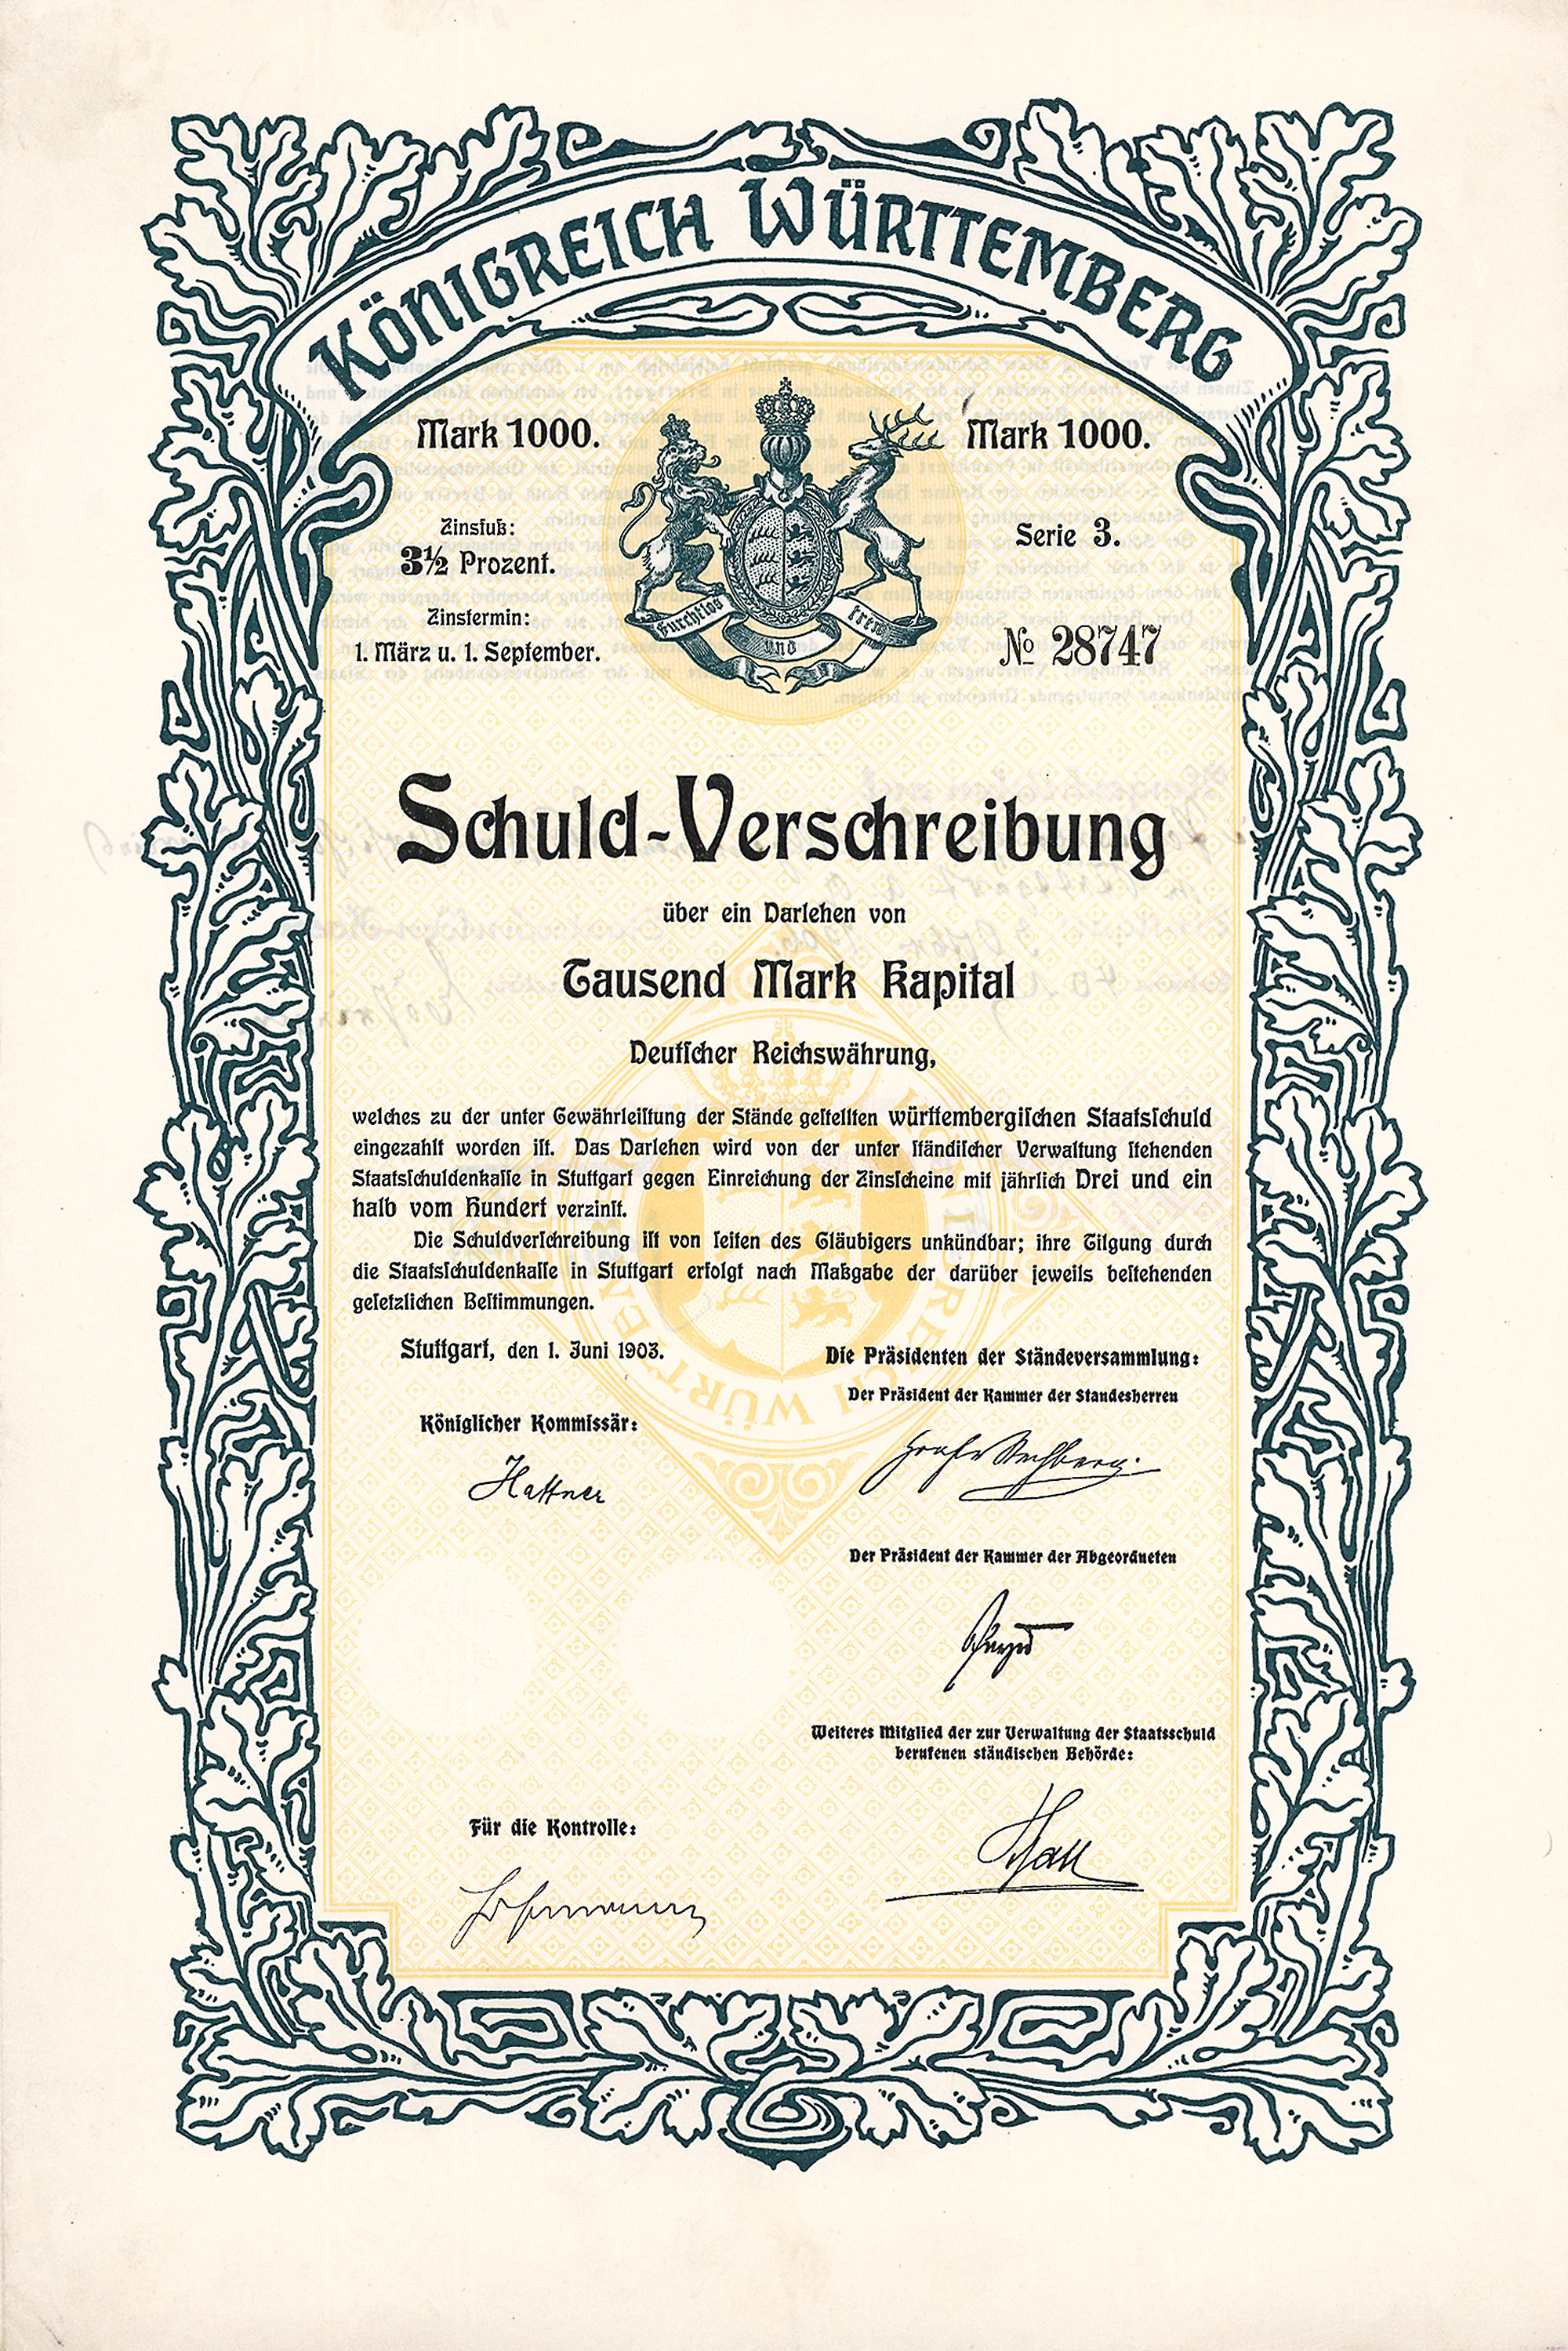 KÖNIGREICH WÜRTTEMBERG
Mark 1000.
Mark 1000.
Zinsfuß:
3½ Prozent.
Zinstermin:
1. März u. 1. September.
Serie 3.
No 28747
Furchtlos und trew
Schuld-Verschreibung
über ein Darlehen von
Tausend Mark Kapital
Deutſcher Reichswährung,
welches zu der unter Gewährleiſtung der Stände geſtellten württembergiſchen Staatsſchuld
eingezahlt worden iſt. Das Darlehen wird von der unter ſtändiſcher Verwaltung ſtehenden
Staatsſchuldenkaſſe in Stuttgart gegen Einreichung der Zinsſcheine mit jährlich Drei und ein
halb vom Hundert verzinſt.
Die Schuldverſchreibung iſt von ſeiten des Gläubigers unkündbar; ihre Tilgung durch
die Staatsſchuldenkaſſe in Stuttgart erfolgt nach Maßgabe der darüber jeweils beſtehenden
geſetzlichen Beſtimmungen.
Stuttgart, den 1. Juni 1903.
Die Präsidenten der Ständeversammlung:
Der Präsident der Kammer der Standesherren
Königlicher Kommissär:
Rechberg.
Hattner
Der Präsident der Kammer der Abgeordneten
Weiteres Mitglied der zur Verwaltung der Staatsschuld
berufenen ständischen Behörde:
Für die Kontrolle:
KÖNIGREICH WÜRTTEMBERG